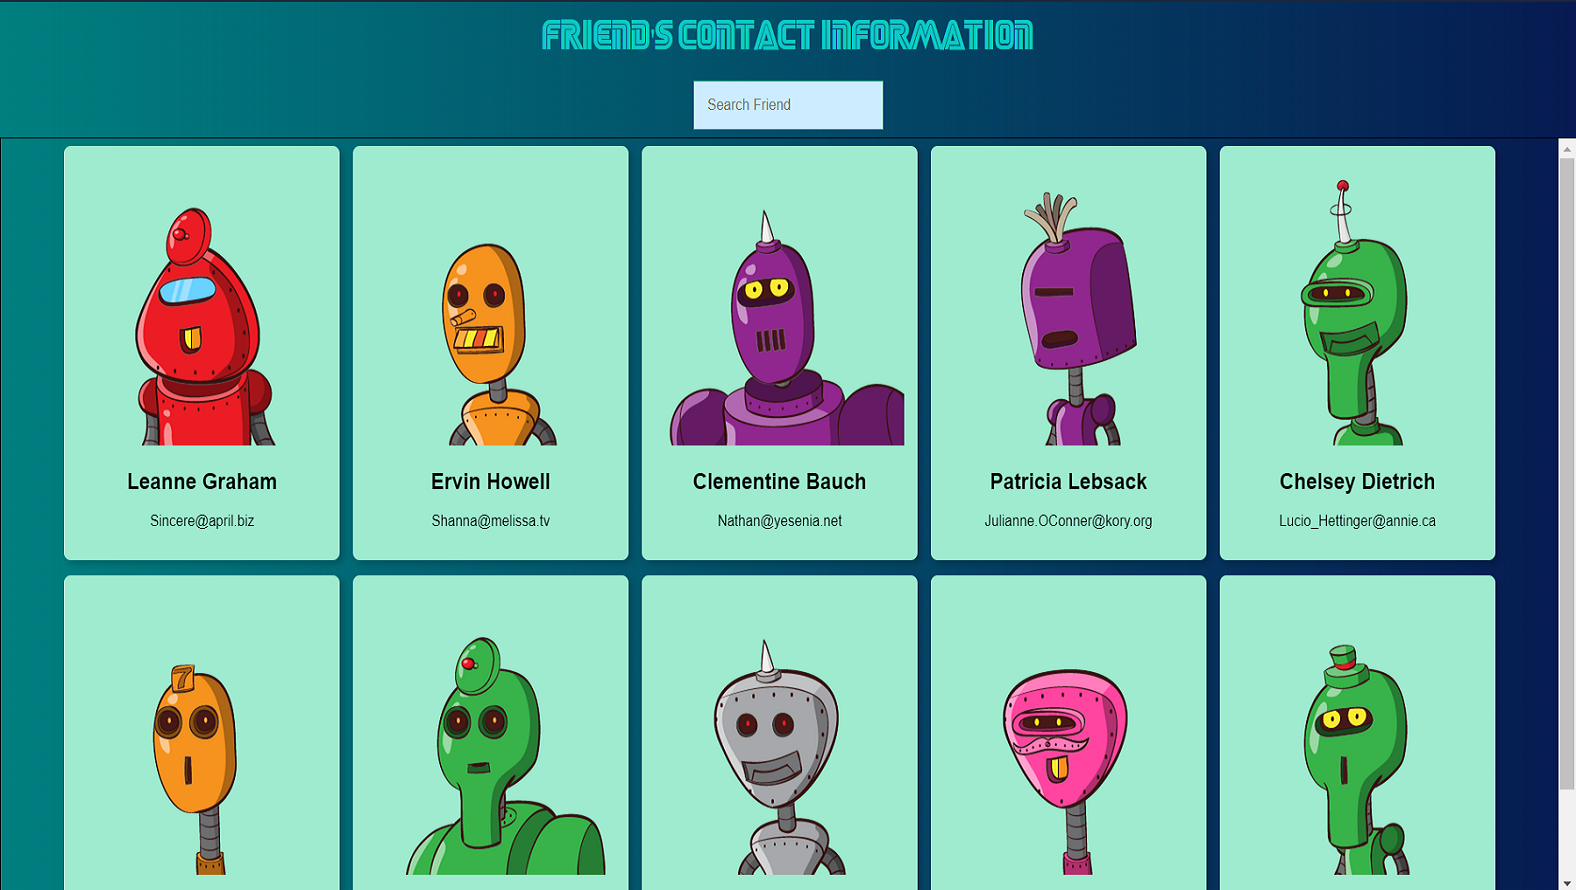 FRIEND'S CONTACT INFORMATION
Search Friend
Leanne Graham
Sincere@april.biz
Ervin Howell
Shanna@melissa.tv
Clementine Bauch
Nathan@yesenia.net
Patricia Lebsack
Julianne.OConner@kory.org
Chelsey Dietrich
Lucio_Hettinger@annie.ca
7